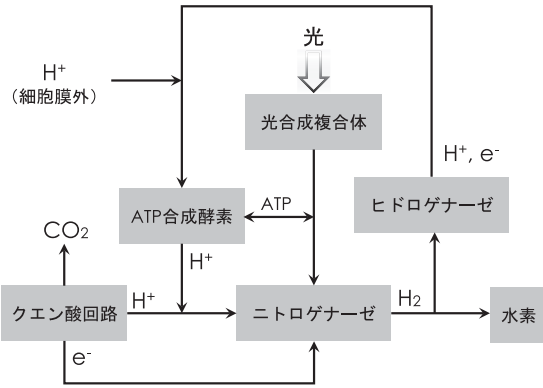 光
H⁺
(細胞膜外)
光合成複合体
H⁺, e⁻
ATP合成酵素
ATP
ヒドロゲナーゼ
CO₂
H⁺
クエン酸回路
H⁺
ニトロゲナーゼ
H₂
水素
e⁻